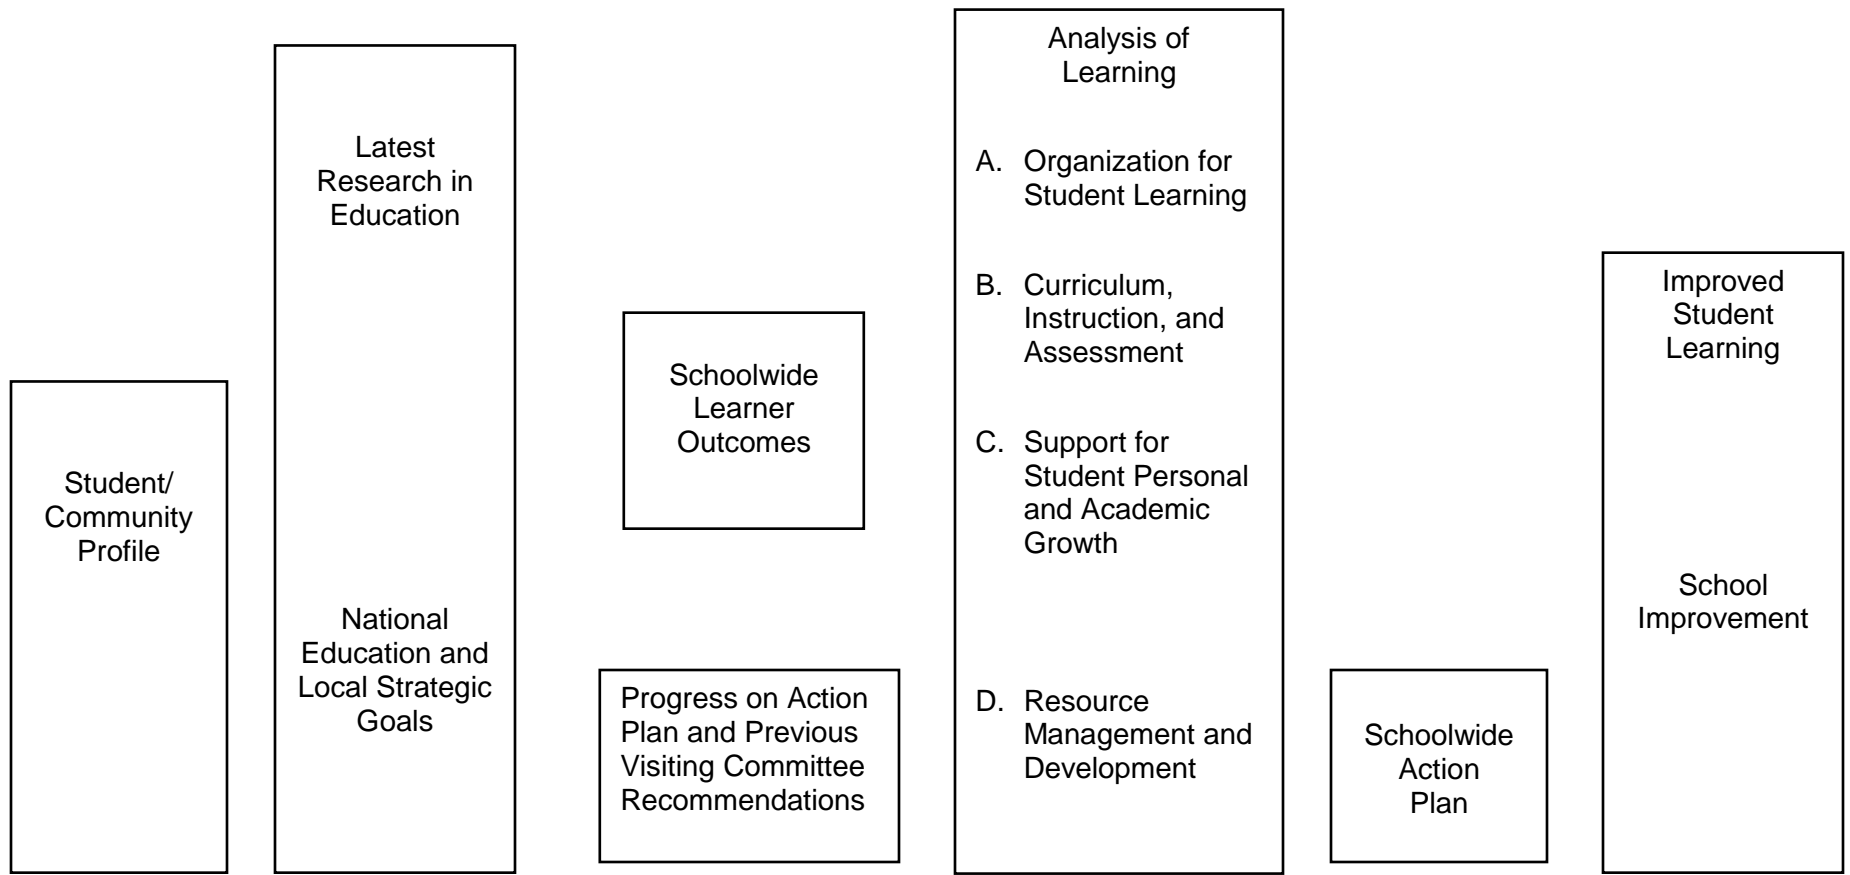 Student/
Community
Profile
Latest
Research in
Education
National
Education and
Local Strategic
Goals
Schoolwide
Learner
Outcomes
Progress on Action
Plan and Previous
Visiting Committee
Recommendations
Analysis of
Learning
A. Organization for
Student Learning
B. Curriculum,
Instruction, and
Assessment
C. Support for
Student Personal
and Academic
Growth
D. Resource
Management and
Development
Schoolwide
Action
Plan
Improved
Student
Learning
School
Improvement